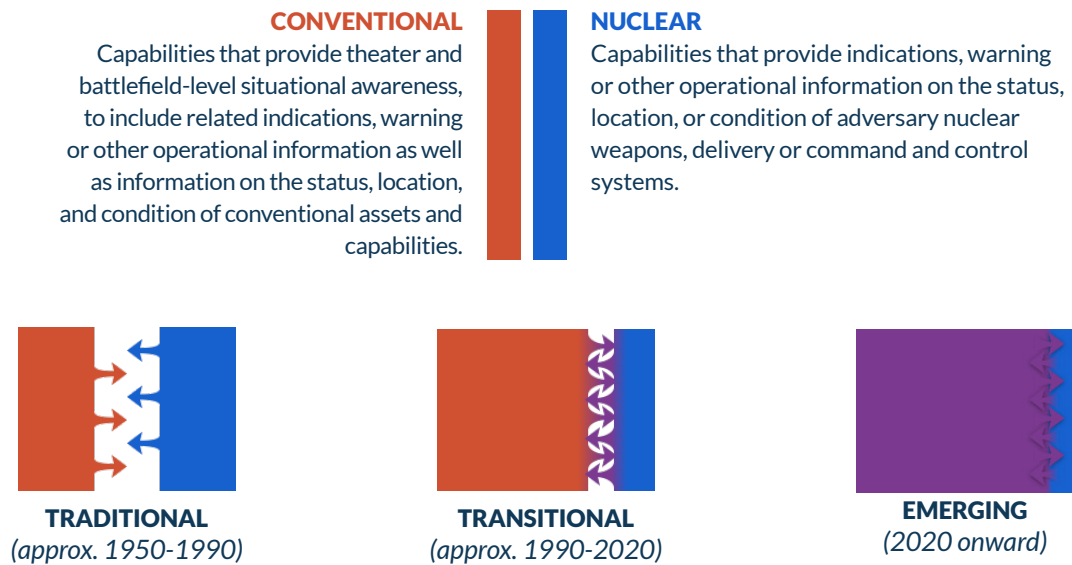 CONVENTIONAL
Capabilities that provide theater and
battlefield-level situational awareness,
to include related indications, warning
or other operational information as well
as information on the status, location,
and condition of conventional assets and
capabilities.
NUCLEAR
Capabilities that provide indications, warning
or other operational information on the status,
location, or condition of adversary nuclear
weapons, delivery or command and control
systems.
TRADITIONAL
(approx. 1950-1990)
TRANSITIONAL
(approx. 1990-2020)
EMERGING
(2020 onward)